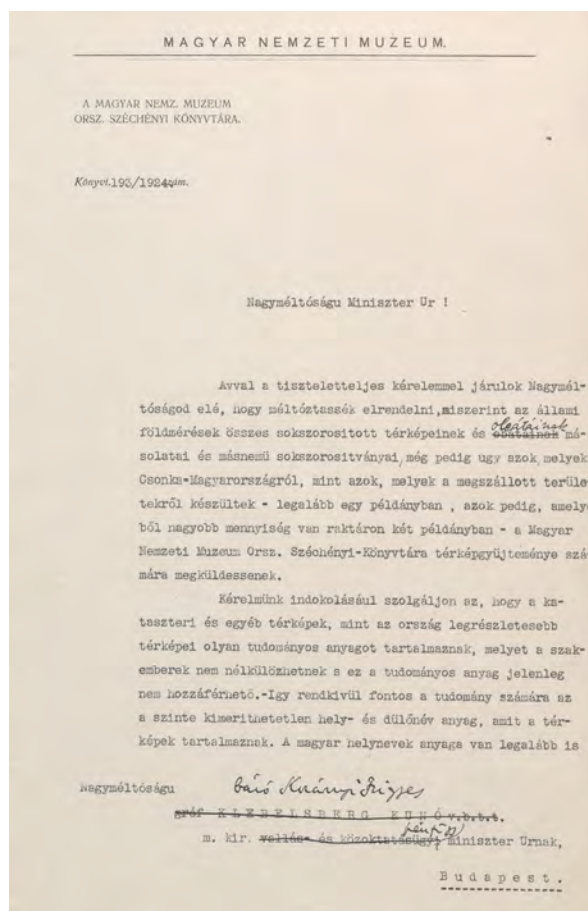 MAGYAR NEMZETI MUZEUM.
A MAGYAR NEMZ. MUZEUM
ORSZ. SZÉCHÉNYI KÖNYVTÁRA.
Könyvt.193/1924szám.
Nagyméltóságu Miniszter Ur !
Avval a tiszteletteljes kérelemmel járulok Nagymél-
tóságod elé, hogy méltóztassék elrendelni,miszerint az állami
földmérések összes sokszorositott térképeinek és oleátáinak má-
solatai és másnemű sokszorositványai,még pedig ugy azok,melyek
Csonka-Magyarországról, mint azok, melyek a megszállott terüle
tekről készültek - legalább egy példányban , azok pedig, amely
ből nagyobb mennyiség van raktáron két példányban - a Magyar
Nemzeti Muzeum Orsz. Széchényi-Könyvtára térképgyüjteménye szá
mára megküldessenek.
Kérelmünk indokolásául szolgáljon az, hogy a ka-
taszteri és egyéb térképek, mint az ország legrészletesebb
térképei olyan tudományos anyagot tartalmaznak, melyet a szak-
emberek nem nélkülözhetnek s ez a tudományos anyag jelenleg
nem hozzáférhető.-Igy rendkivül fontos a tudomány számára az
a szinte kimerithetetlen hely- és dülőnév anyag, amit a tér-
képek tartalmaznak. A magyar helynevek anyaga van legalább is
Nagyméltóságu báró Korányi Frigyes
gróf KLEBELSBERG KUNÓ v.b.t.t.
m. kir. vallás- és közoktatásügyi pénzügy miniszter Urnak,
Budapest.